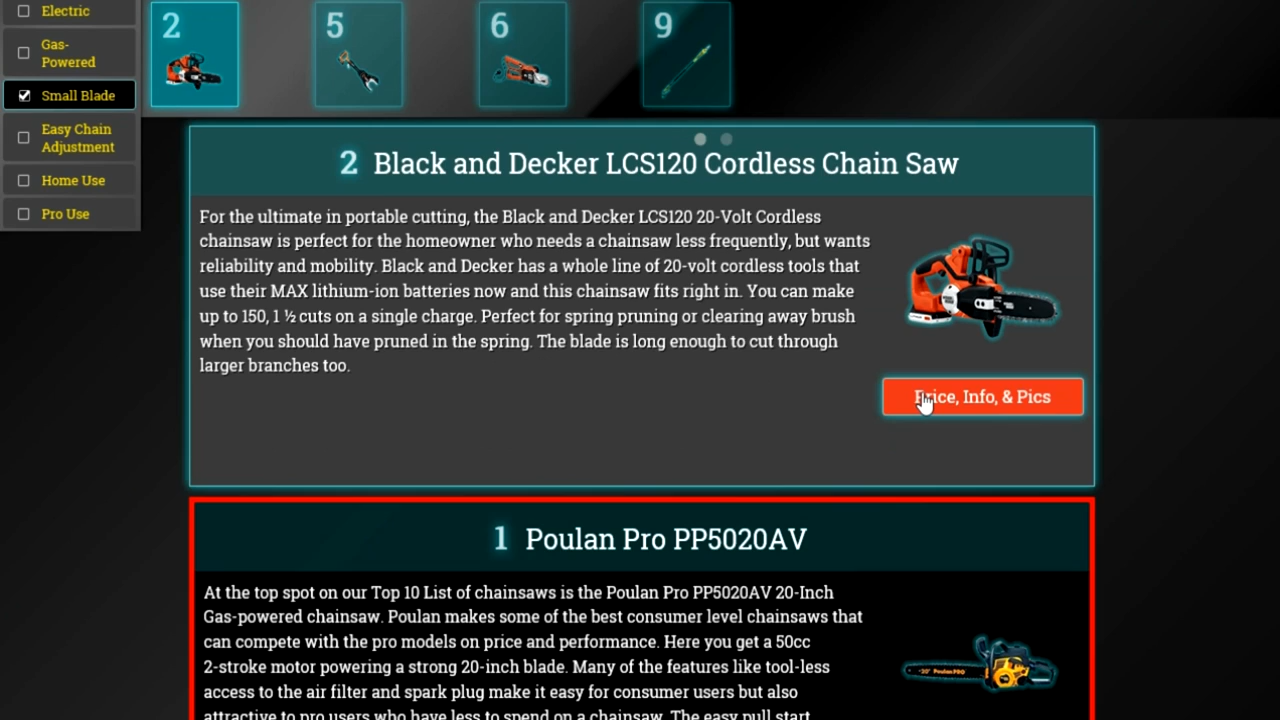 Electric
Gas-
Powered
Small Blade
Easy Chain
Adjustment
Home Use
Pro Use
2
5
6
9
2 Black and Decker LCS120 Cordless Chain Saw
For the ultimate in portable cutting, the Black and Decker LCS120 20-Volt Cordless
chainsaw is perfect for the homeowner who needs a chainsaw less frequently, but wants
reliability and mobility. Black and Decker has a whole line of 20-volt cordless tools that
use their MAX lithium-ion batteries now and this chainsaw fits right in. You can make
up to 150, 1 ½ cuts on a single charge. Perfect for spring pruning or clearing away brush
when you should have pruned in the spring. The blade is long enough to cut through
larger branches too.
Price, Info, & Pics
1 Poulan Pro PP5020AV
At the top spot on our Top 10 List of chainsaws is the Poulan Pro PP5020AV 20-Inch
Gas-powered chainsaw. Poulan makes some of the best consumer level chainsaws that
can compete with the pro models on price and performance. Here you get a 50cc
2-stroke motor powering a strong 20-inch blade. Many of the features like tool-less
access to the air filter and spark plug make it easy for consumer users but also
attractive to pro users who have less to spend on a chainsaw. The easy pull start